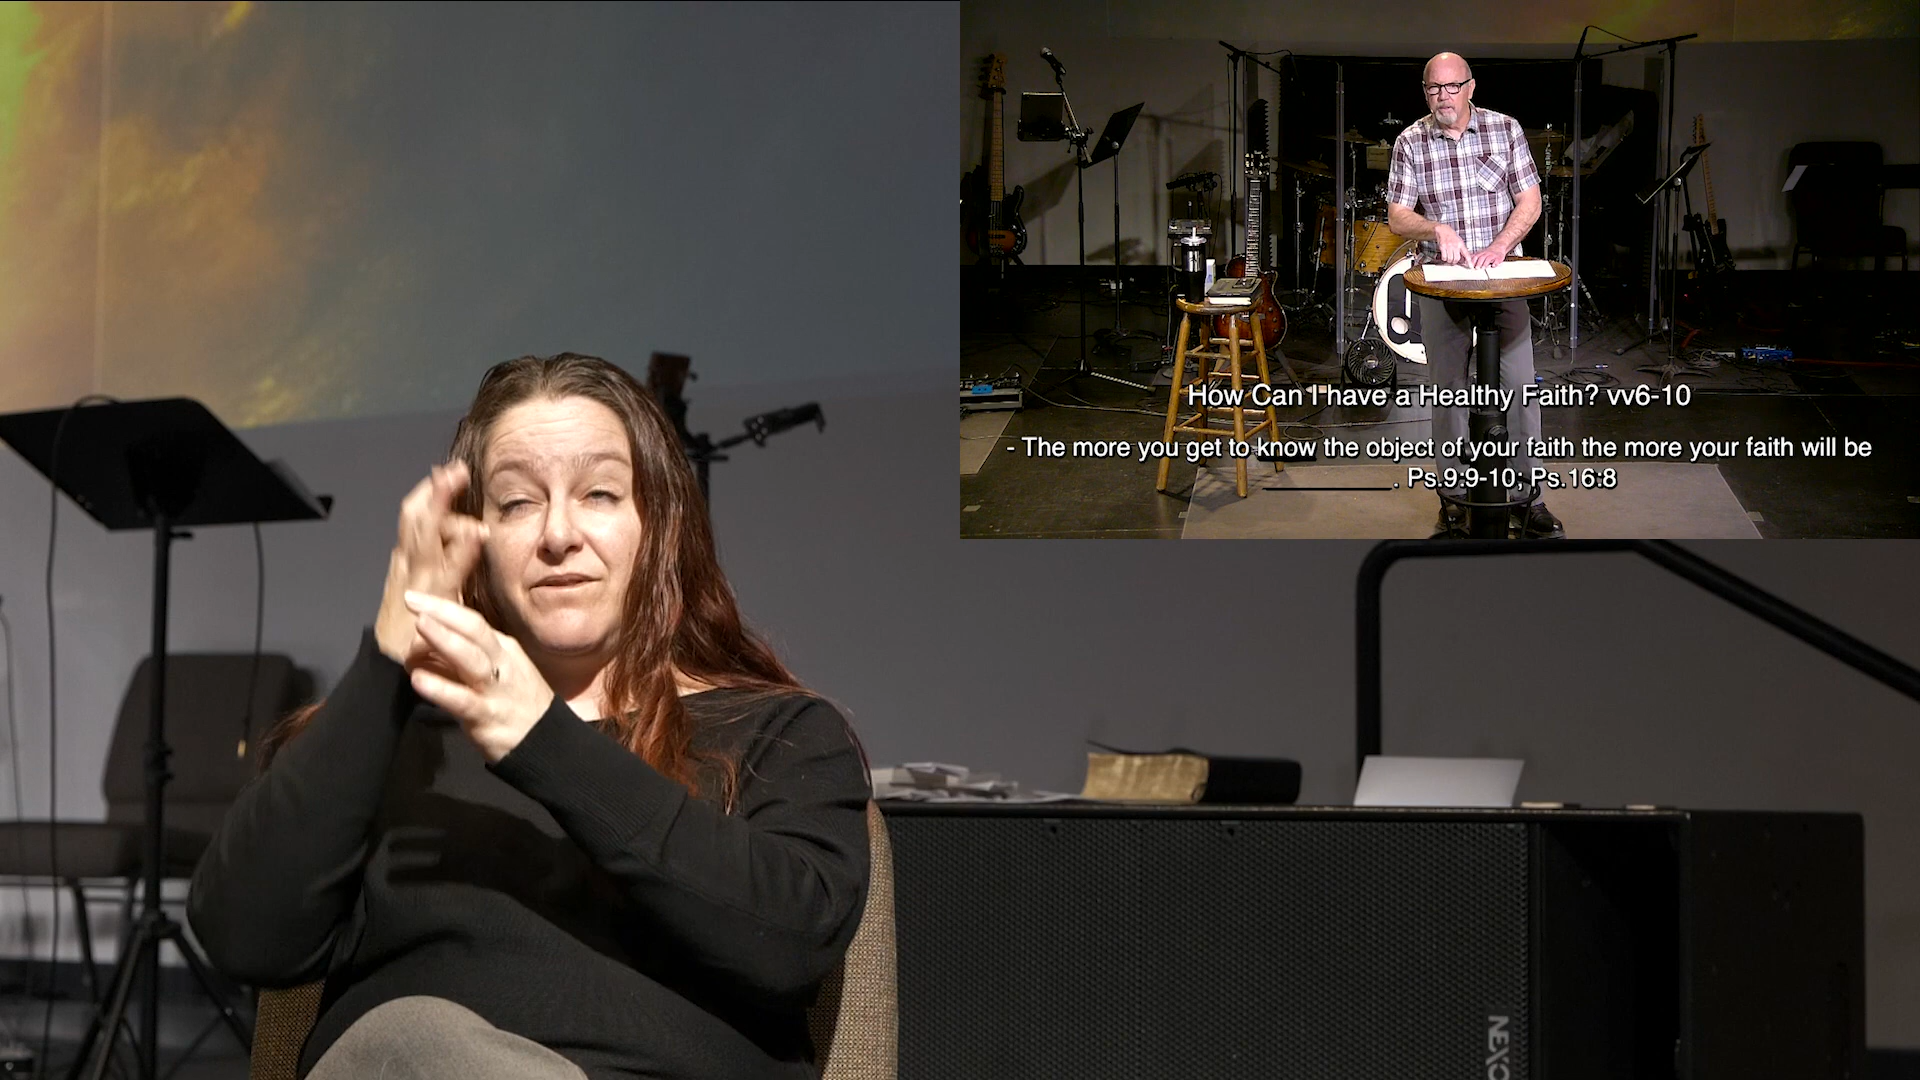 How Can I have a Healthy Faith? vv6-10
- The more you get to know the object of your faith the more your faith will be
__________. Ps.9:9-10; Ps.16:8
NEXO